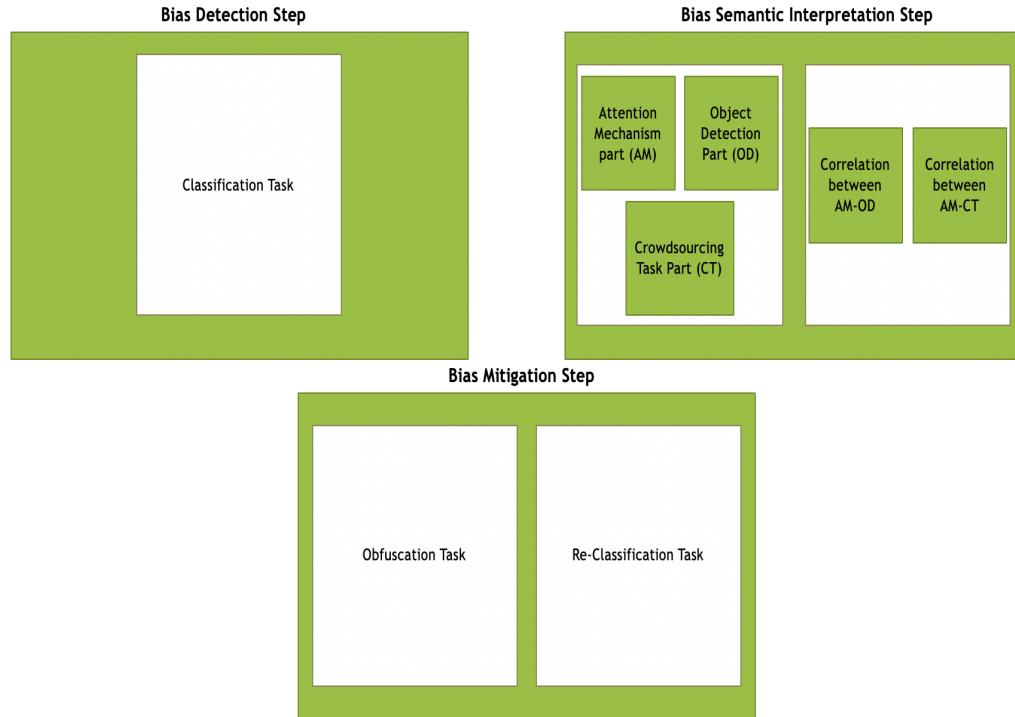 Bias Detection Step
Classification Task
Bias Semantic Interpretation Step
Attention
Mechanism
part (AM)
Object
Detection
Part (OD)
Crowdsourcing
Task Part (CT)
Correlation
between
AM-OD
Correlation
between
AM-CT
Bias Mitigation Step
Obfuscation Task
Re-Classification Task